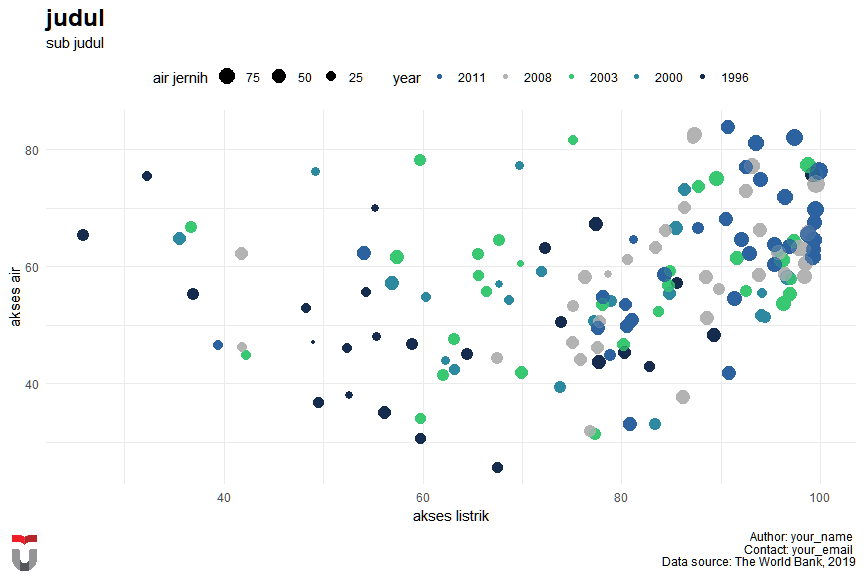 judul
sub judul
air jernih 75 50 25 year 2011 2008 2003 2000 1996
akses air
80
60
40
40 60 80 100
akses listrik
Author: your_name
Contact: your_email
Data source: The World Bank, 2019